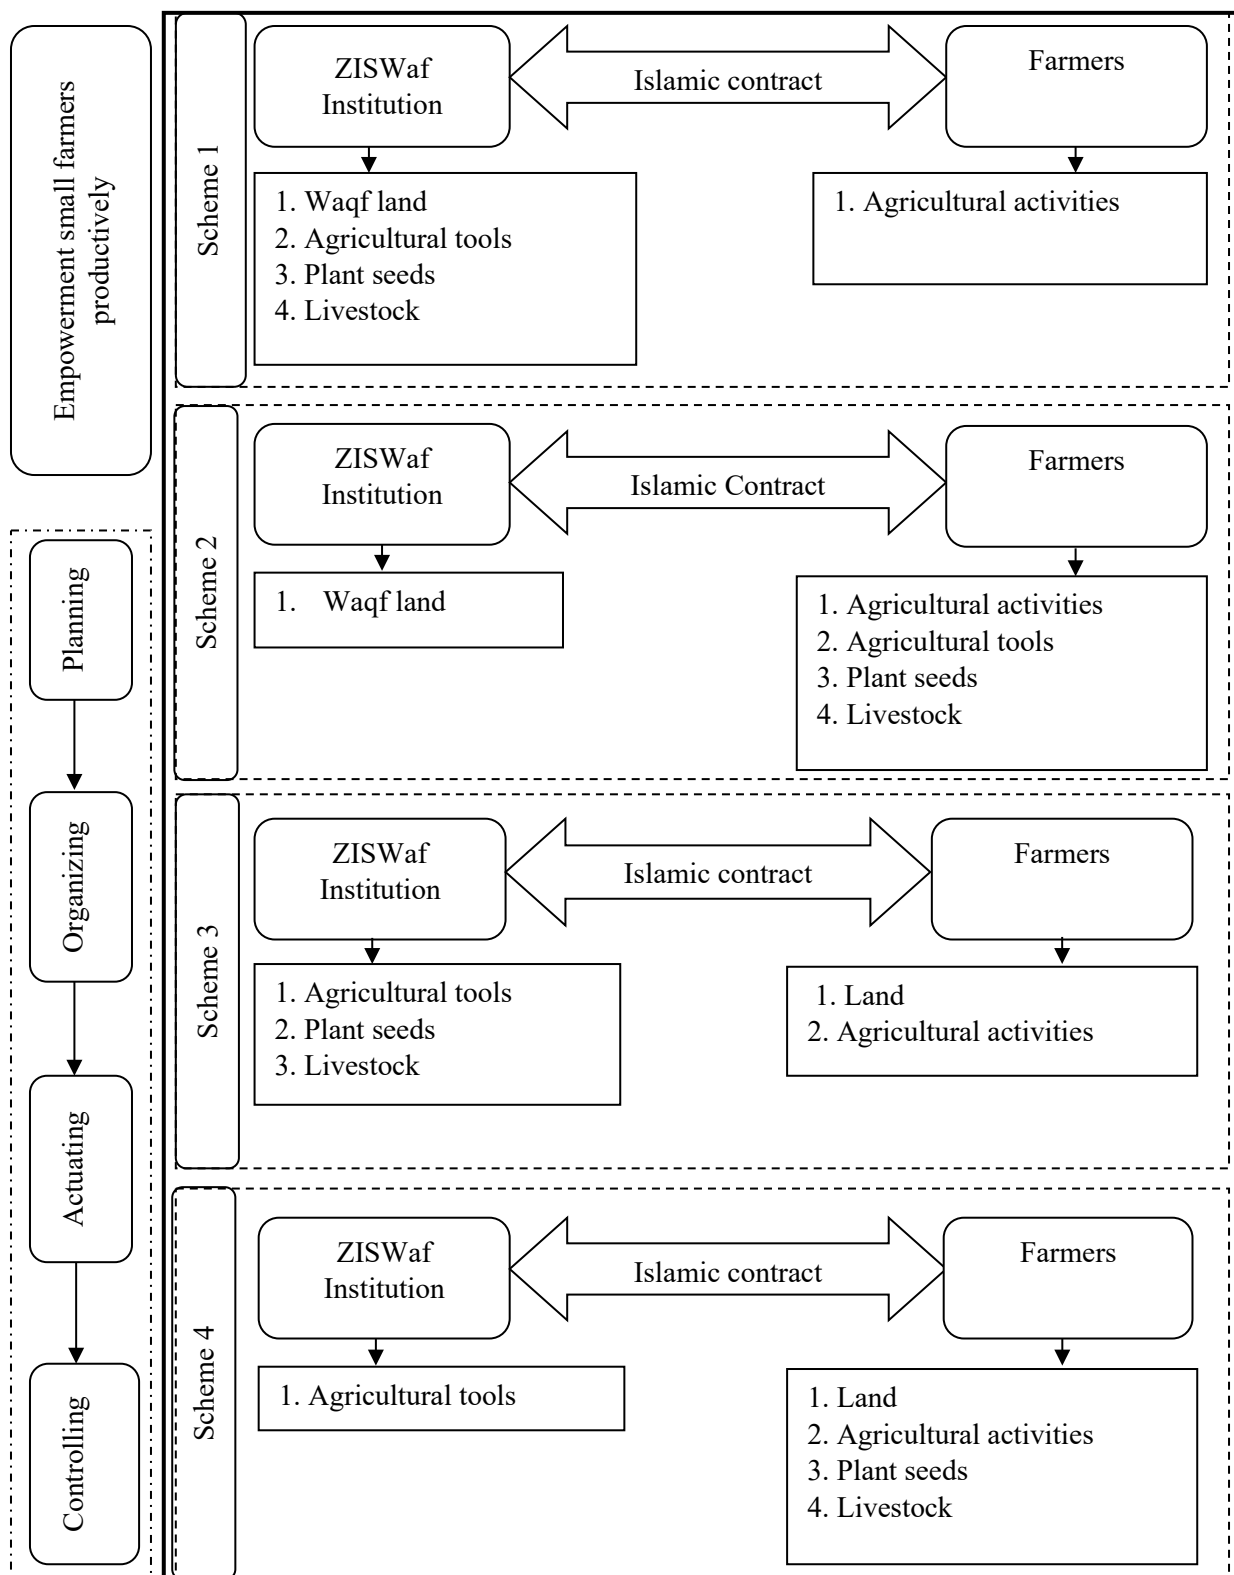 Empowerment small farmers
productively
Planning
Organizing
Actuating
Controlling
Scheme 1
ZISWaf
Institution
Islamic contract
Farmers
1. Waqf land
2. Agricultural tools
3. Plant seeds
4. Livestock
1. Agricultural activities
Scheme 2
ZISWaf
Institution
Islamic Contract
Farmers
1. Waqf land
1. Agricultural activities
2. Agricultural tools
3. Plant seeds
4. Livestock
Scheme 3
ZISWaf
Institution
Islamic contract
Farmers
1. Agricultural tools
2. Plant seeds
3. Livestock
1. Land
2. Agricultural activities
Scheme 4
ZISWaf
Institution
Islamic contract
Farmers
1. Agricultural tools
1. Land
2. Agricultural activities
3. Plant seeds
4. Livestock